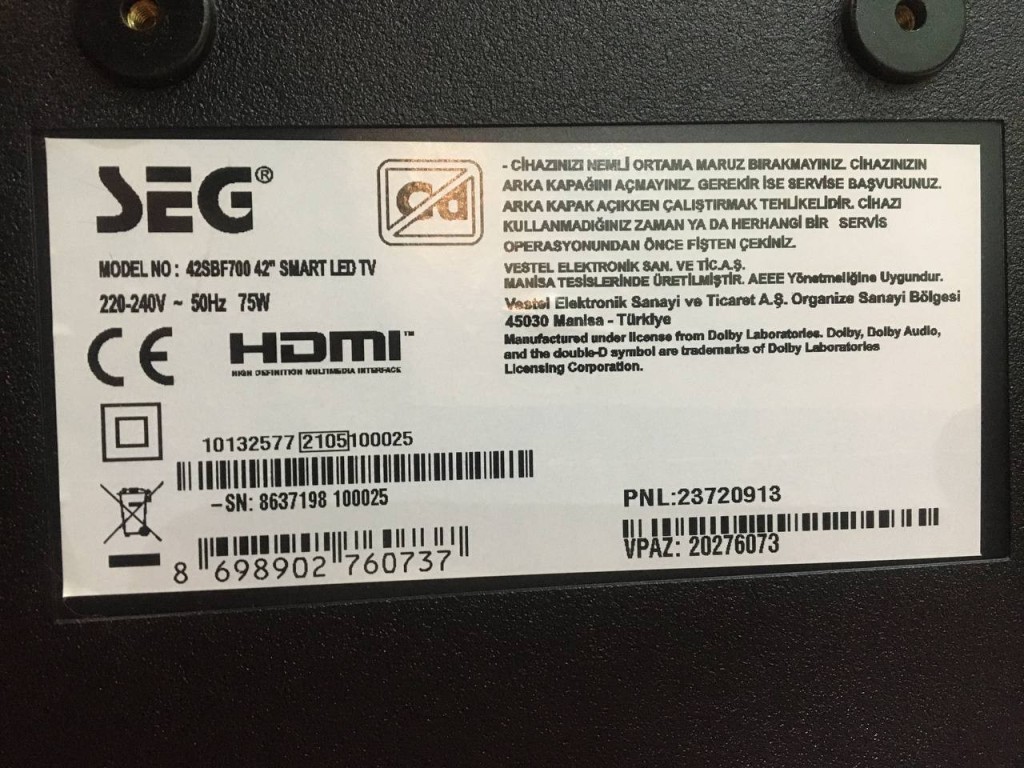 SEG®
MODEL NO : 42SBF700 42" SMART LED TV
220-240V ~ 50Hz 75W
CE
HDMI™
HIGH DEFINITION MULTIMEDIA INTERFACE
10132577 2105 100025
-SN: 8637198 100025
8 698902 760737
- CİHAZINIZI NEMLİ ORTAMA MARUZ BIRAKMAYINIZ. CİHAZINIZIN
ARKA KAPAĞINI AÇMAYINIZ. GEREKİR İSE SERVİSE BAŞVURUNUZ.
ARKA KAPAK AÇIKKEN ÇALIŞTIRMAK TEHLİKELİDİR. CİHAZI
KULLANMADIĞINIZ ZAMAN YA DA HERHANGİ BİR SERVİS
OPERASYONUNDAN ÖNCE FİŞTEN ÇEKİNİZ.
VESTEL ELEKTRONİK SAN. VE TİC.A.Ş.
MANİSA TESİSLERİNDE ÜRETİLMİŞTİR. AEEE Yönetmeliğine Uygundur.
Vestel Elektronik Sanayi ve Ticaret A.Ş. Organize Sanayi Bölgesi
45030 Manisa - Türkiye
Manufactured under license from Dolby Laboratories. Dolby, Dolby Audio,
and the double-D symbol are trademarks of Dolby Laboratories
Licensing Corporation.
PNL:23720913
VPAZ: 20276073